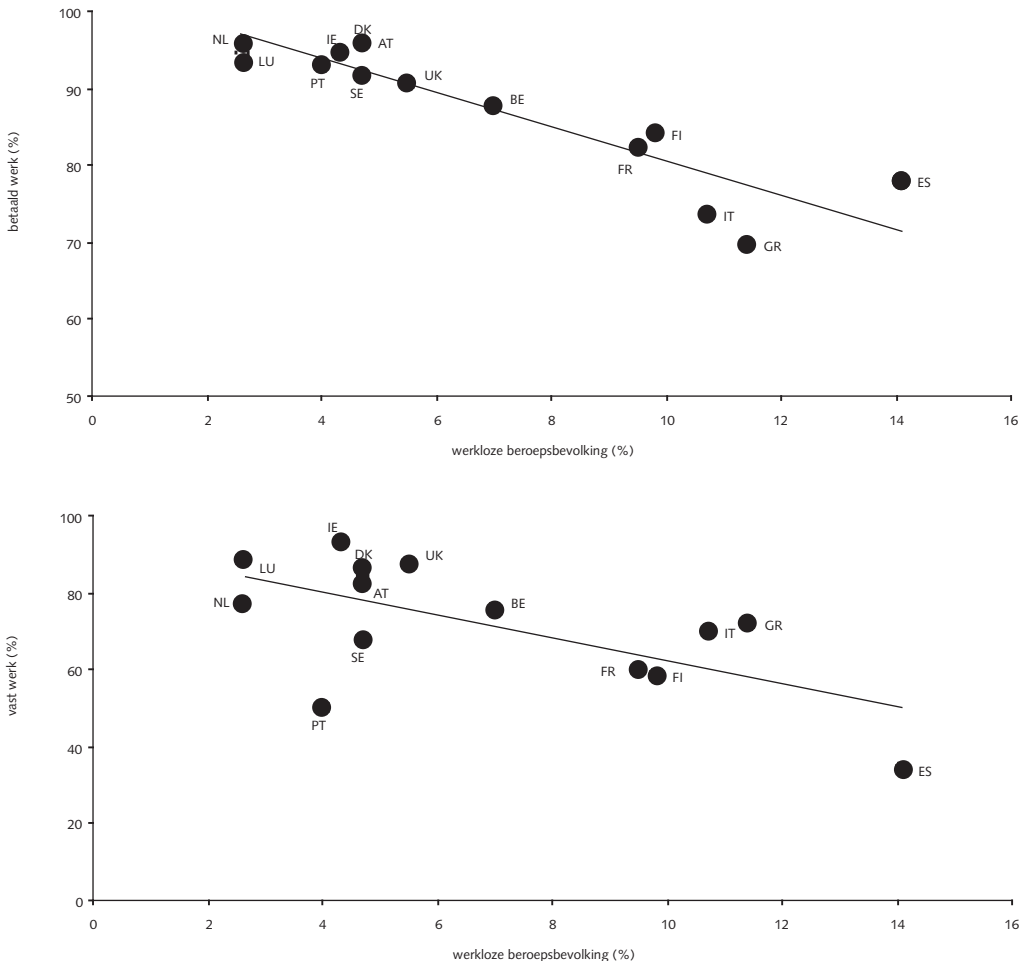 100
DK
NL
IE
AT
LU
PT
SE
UK
90
BE
FI
80
FR
ES
IT
70
GR
60
50
betaald werk (%)
0 2 4 6 8 10 12 14 16
werkloze beroepsbevolking (%)
100
IE
DK
UK
LU
80
AT
NL
BE
GR
IT
SE
60
FR
FI
PT
40
ES
20
0
vast werk (%)
0 2 4 6 8 10 12 14 16
werkloze beroepsbevolking (%)